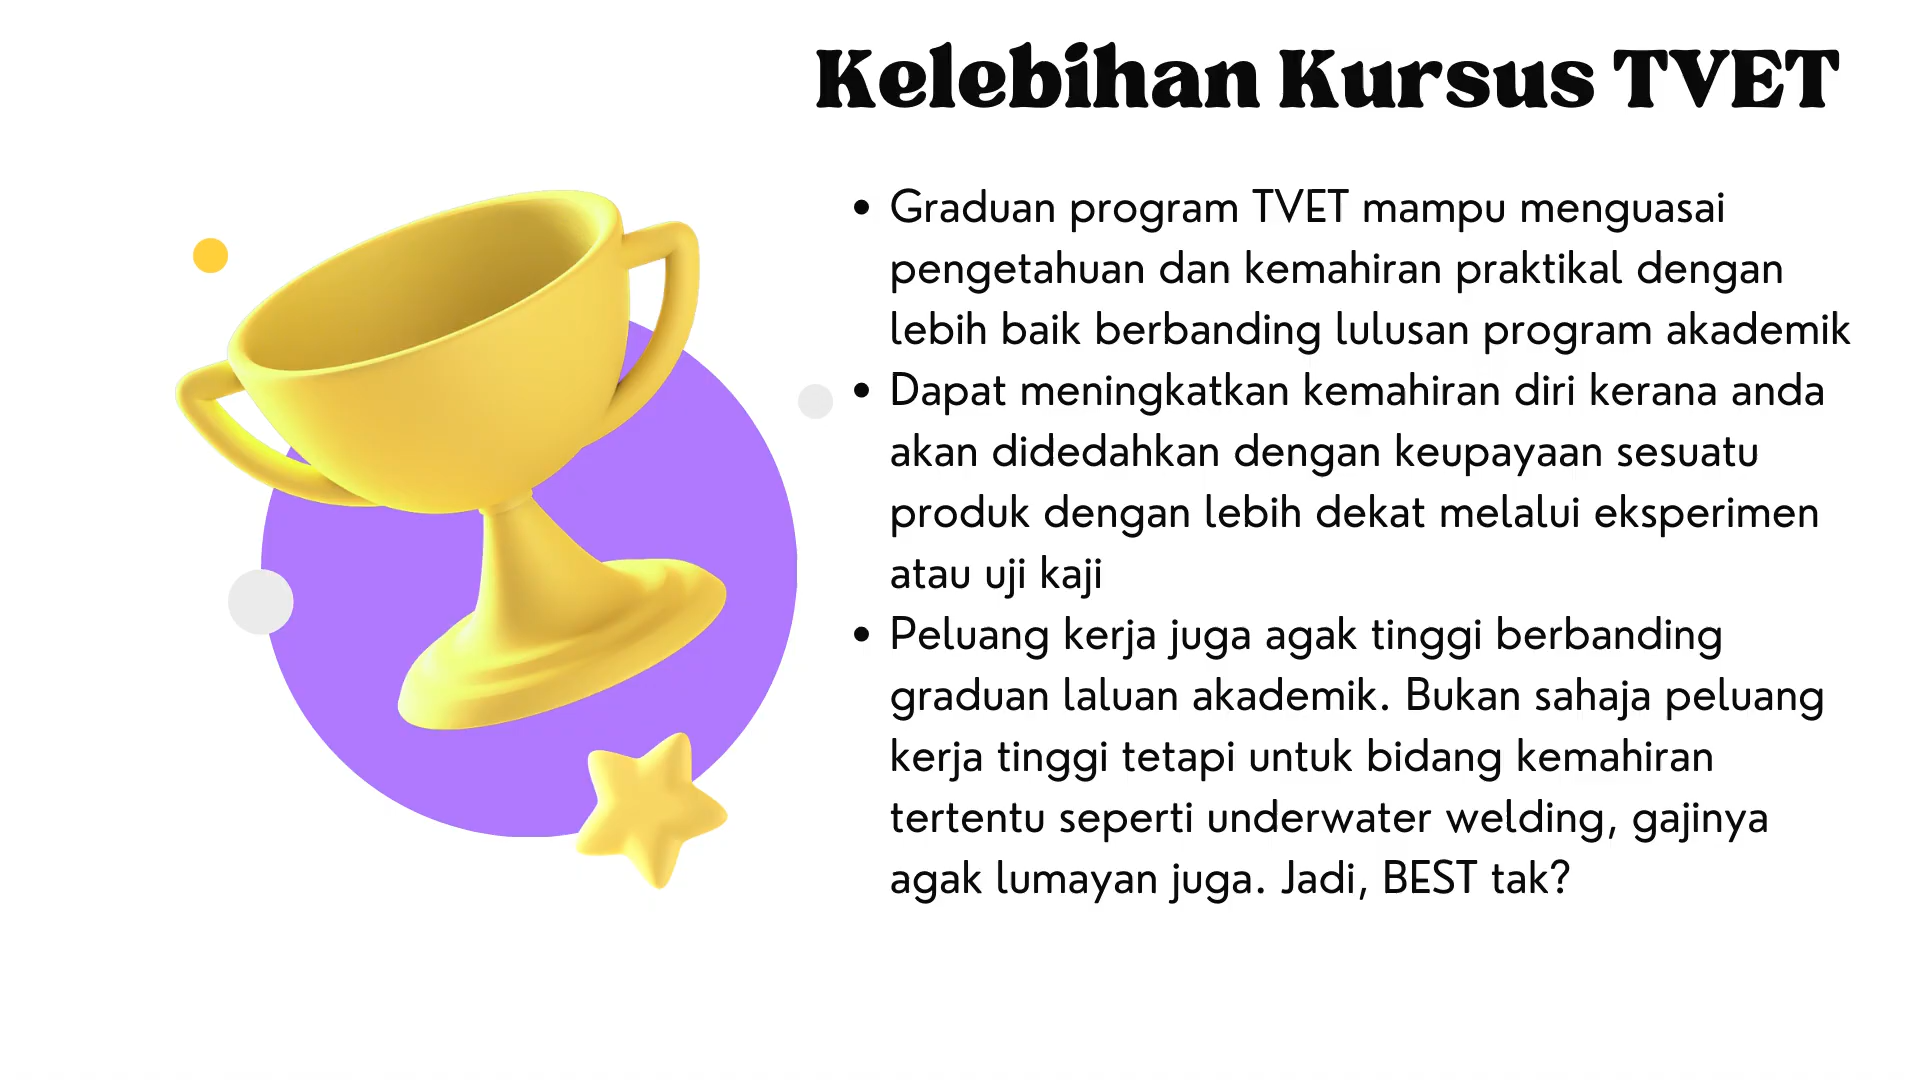 Kelebihan Kursus TVET
• Graduan program TVET mampu menguasai
pengetahuan dan kemahiran praktikal dengan
lebih baik berbanding lulusan program akademik
• Dapat meningkatkan kemahiran diri kerana anda
akan didedahkan dengan keupayaan sesuatu
produk dengan lebih dekat melalui eksperimen
atau uji kaji
• Peluang kerja juga agak tinggi berbanding
graduan laluan akademik. Bukan sahaja peluang
kerja tinggi tetapi untuk bidang kemahiran
tertentu seperti underwater welding, gajinya
agak lumayan juga. Jadi, BEST tak?